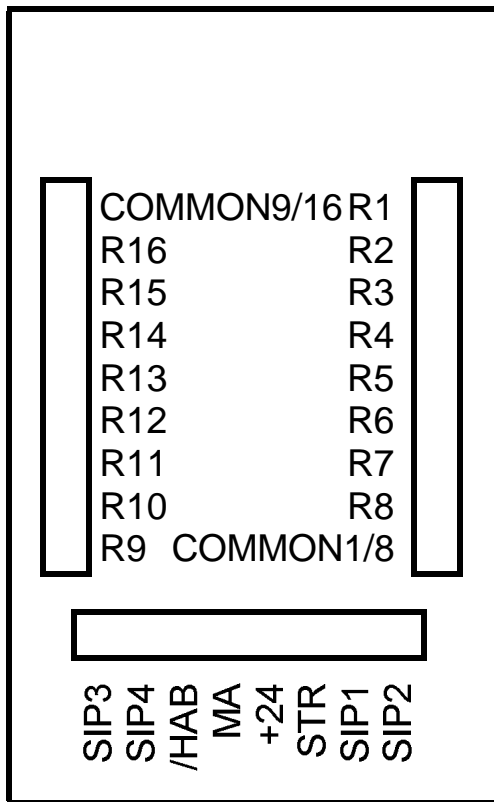 COMMON9/16 R1
R16 R2
R15 R3
R14 R4
R13 R5
R12 R6
R11 R7
R10 R8
R9 COMMON1/8
SIP3
SIP4
/HAB
MA
+24
STR
SIP1
SIP2